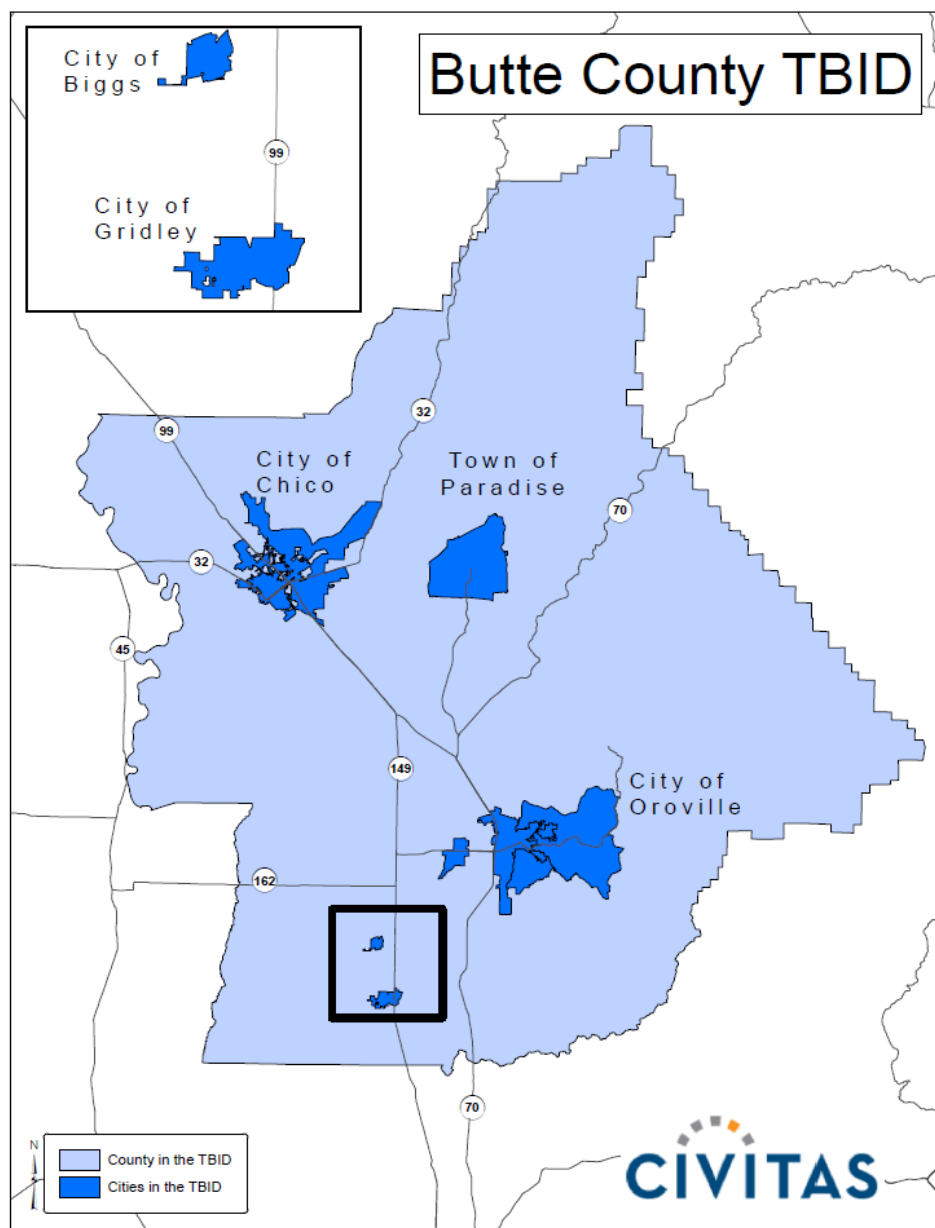 Butte County TBID
City of
Biggs
99
City of
Gridley
32
99
City of
Chico
Town of
Paradise
70
32
45
149
City of
Oroville
162
70
N
County in the TBID
Cities in the TBID
CIVITAS